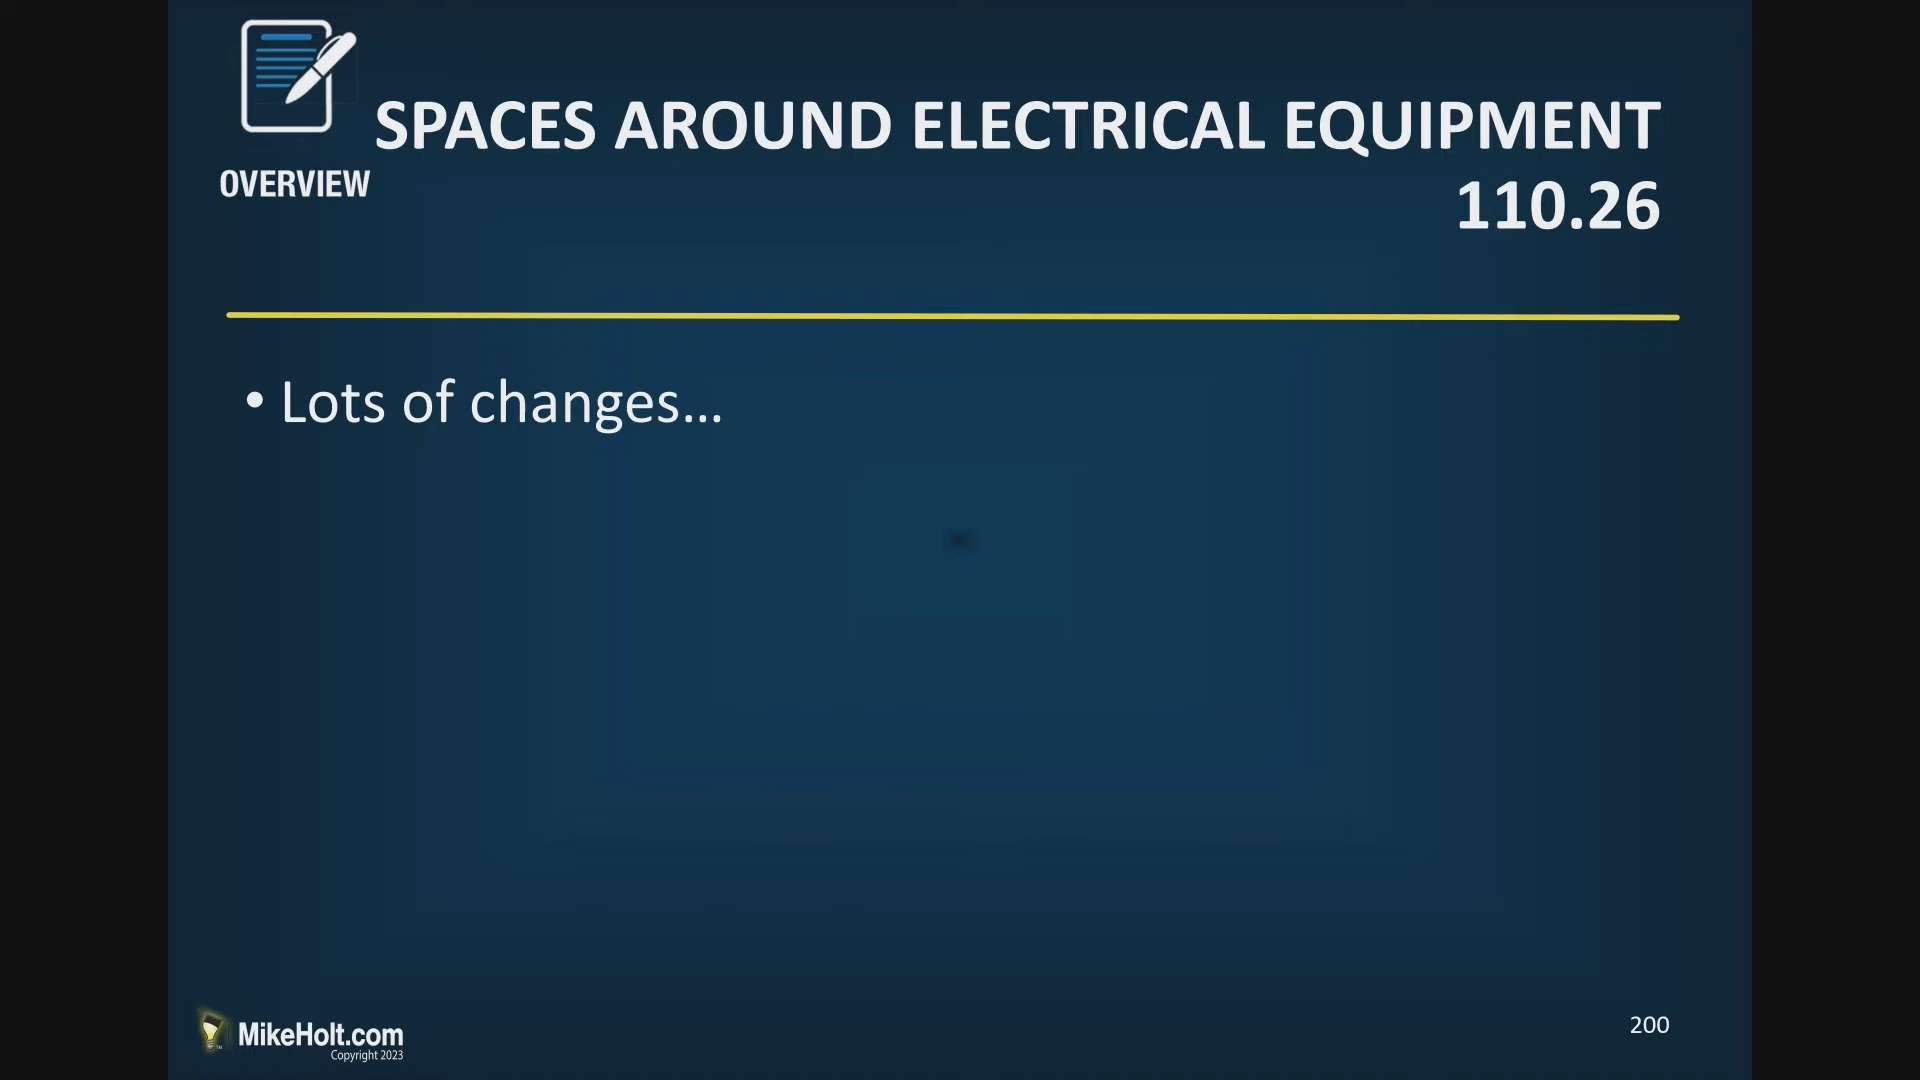 OVERVIEW
SPACES AROUND ELECTRICAL EQUIPMENT
110.26
• Lots of changes...
MikeHolt.com
Copyright 2023
200